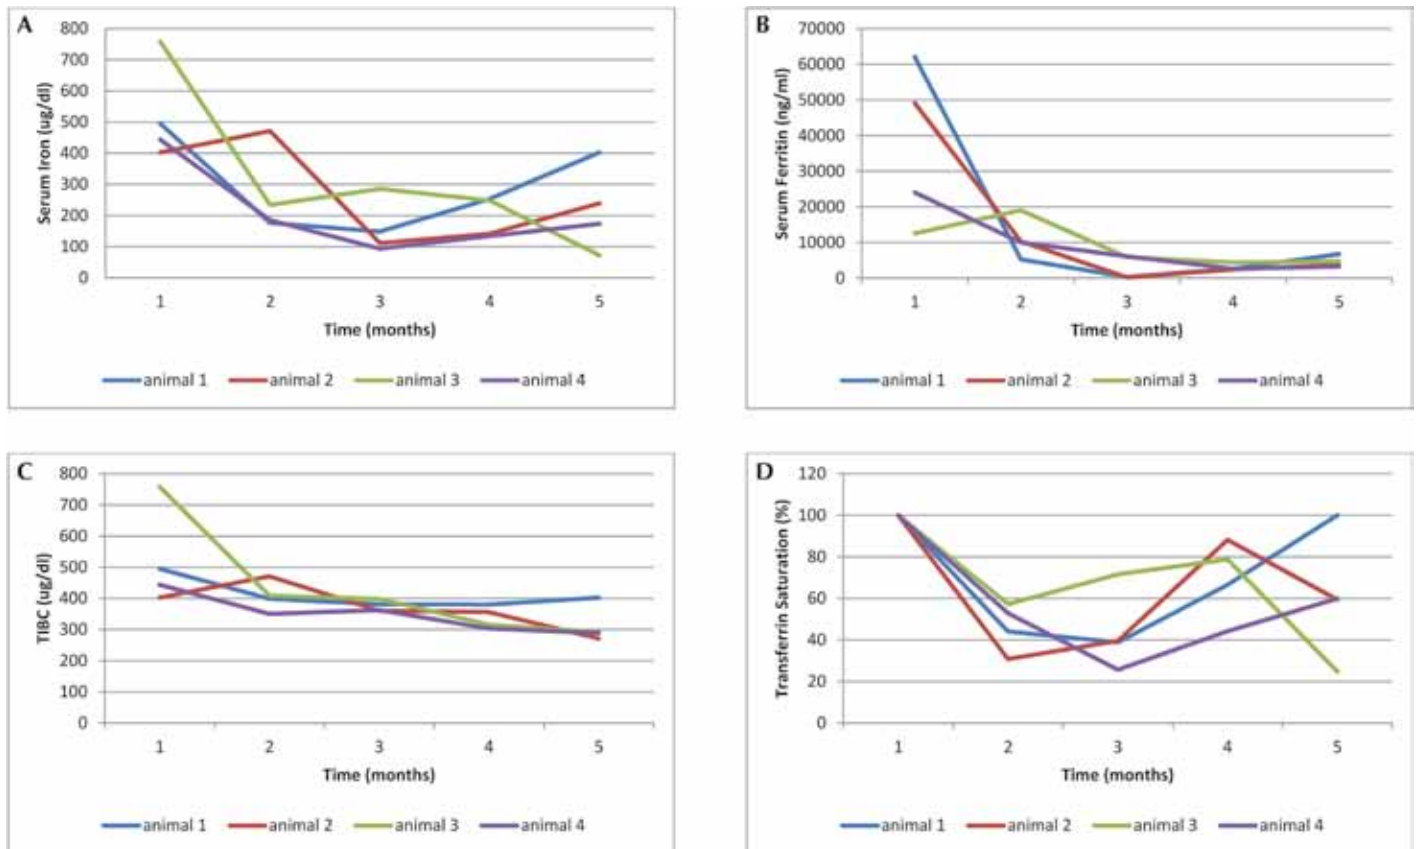 A
Serum Iron (ug/dl)
800
700
600
500
400
300
200
100
0
1 2 3 4 5
Time (months)
animal 1 animal 2 animal 3 animal 4
B
Serum Ferritin (ng/ml)
70000
60000
50000
40000
30000
20000
10000
0
1 2 3 4 5
Time (months)
animal 1 animal 2 animal 3 animal 4
C
TIBC (ug/dl)
800
700
600
500
400
300
200
100
0
1 2 3 4 5
Time (months)
animal 1 animal 2 animal 3 animal 4
D
Transferrin Saturation (%)
120
100
80
60
40
20
0
1 2 3 4 5
Time (months)
animal 1 animal 2 animal 3 animal 4